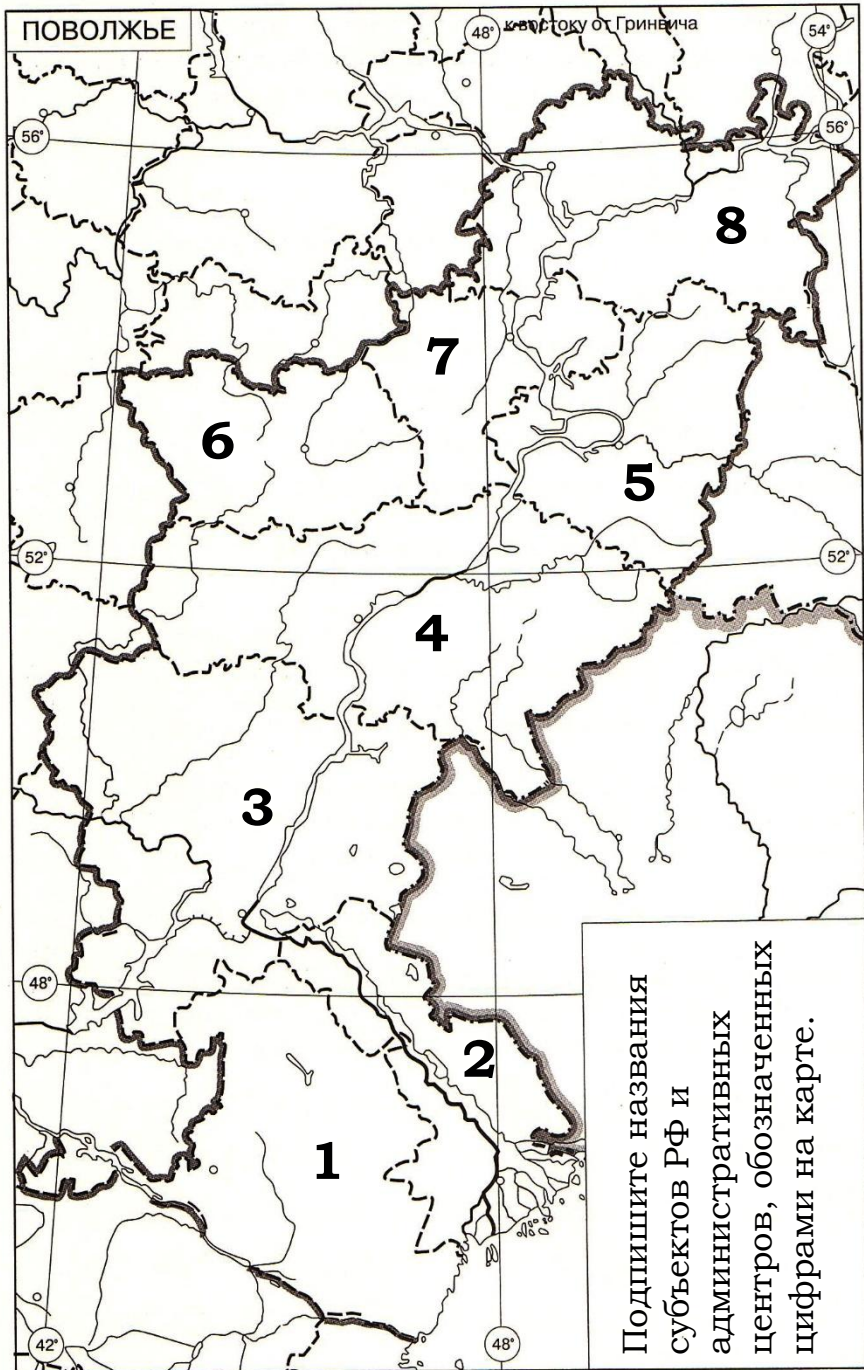 ПОВОЛЖЬЕ
48° к востоку от Гринвича 54°
56° 56°
8
7
6
5
52° 52°
4
3
48°
2
1
42° 48°
Подпишите названия
субъектов РФ и
административных
центров, обозначенных
цифрами на карте.